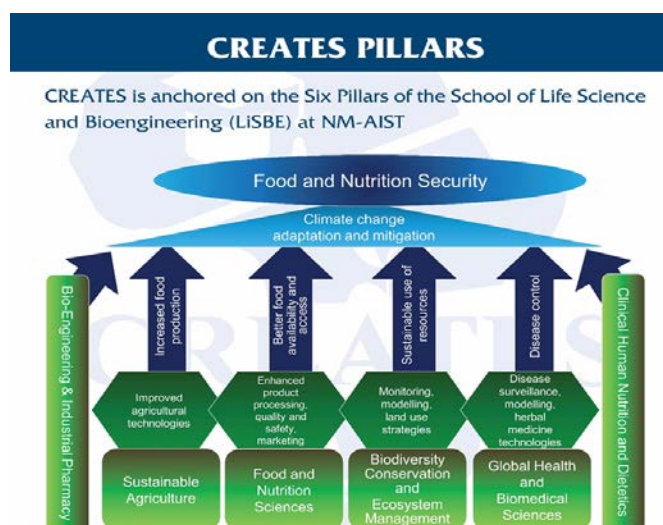 CREATES PILLARS
CREATES is anchored on the Six Pillars of the School of Life Science
and Bioengineering (LiSBE) at NM-AIST
Food and Nutrition Security
Climate change
adaptation and mitigation
Bio-Engineering & Industrial Pharmacy
Increased food
production
Better food
availability and
access
Sustainable use of
resources
Disease control
Clinical Human Nutrition and Dietetics
Improved
agricultural
technologies
Enhanced
product
processing,
quality and
safety,
marketing
Monitoring,
modelling,
land use
strategies
Disease
surveillance,
modelling,
herbal
medicine
technologies
Sustainable
Agriculture
Food and
Nutrition
Sciences
Biodiversity
Conservation
and
Ecosystem
Management
Global Health
and
Biomedical
Sciences
CREATES